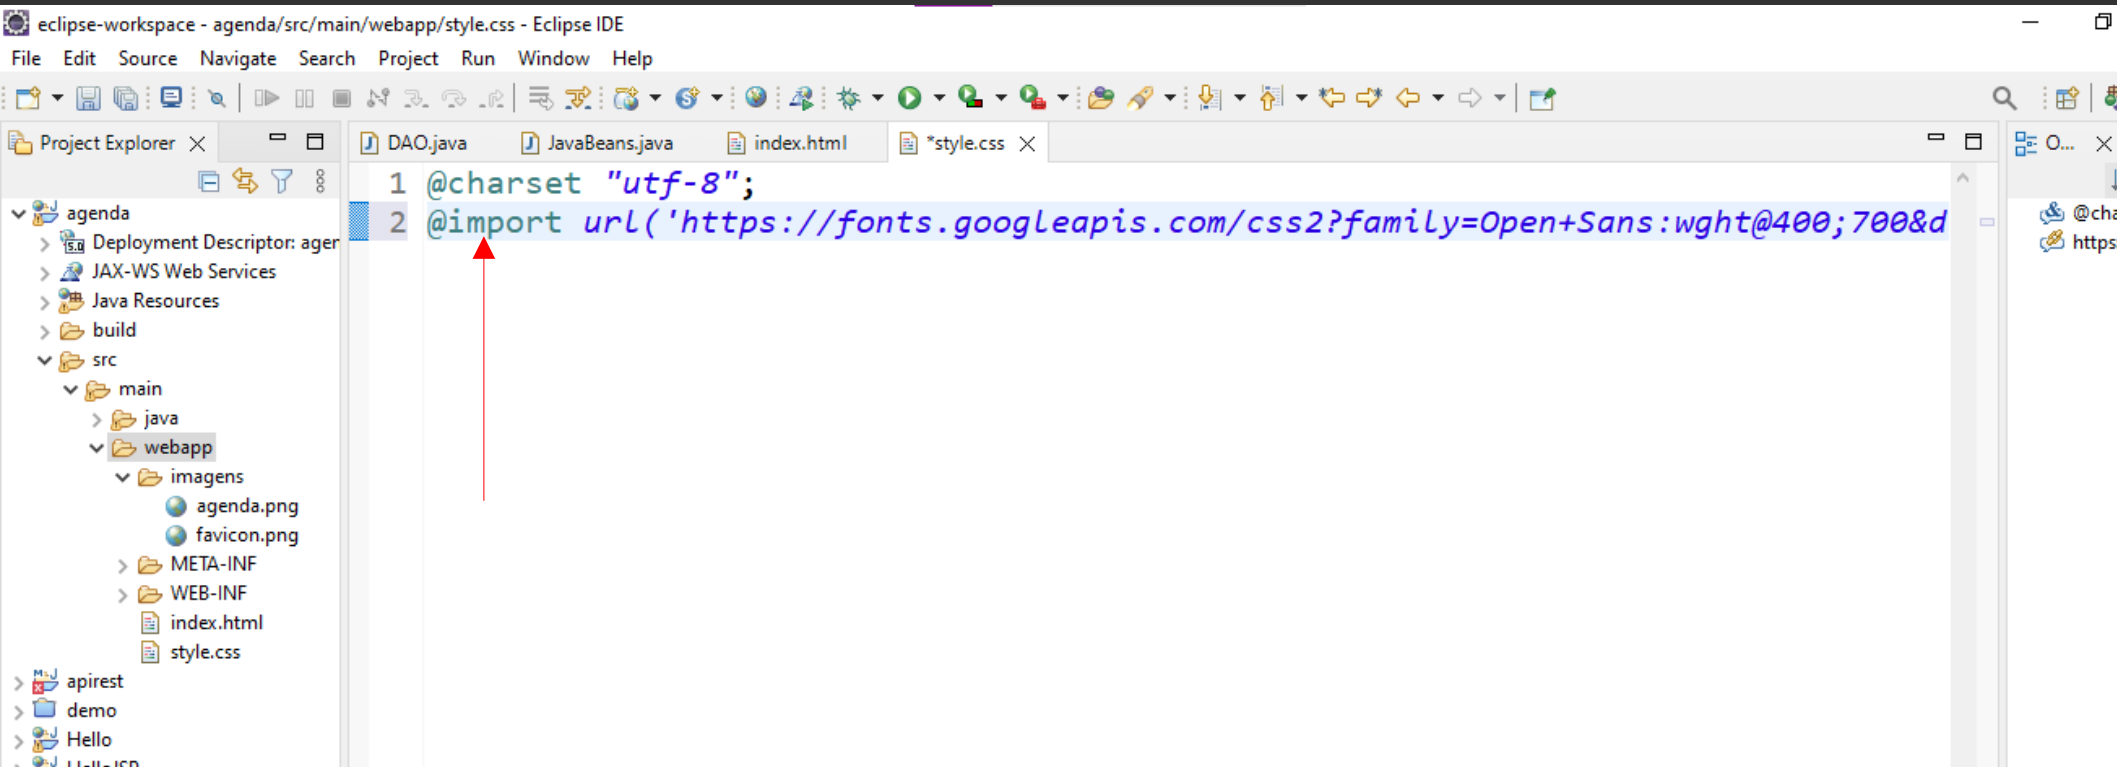 eclipse-workspace - agenda/src/main/webapp/style.css - Eclipse IDE
File Edit Source Navigate Search Project Run Window Help
Project Explorer
DAO.java JavaBeans.java index.html *style.css O...
1 @charset "utf-8";
2 @import url('https://fonts.googleapis.com/css2?family=Open+Sans:wght@400;700&d
agenda
Deployment Descriptor: agen
JAX-WS Web Services
Java Resources
build
src
main
java
webapp
imagens
agenda.png
favicon.png
META-INF
WEB-INF
index.html
style.css
apirest
demo
Hello
@cha
https